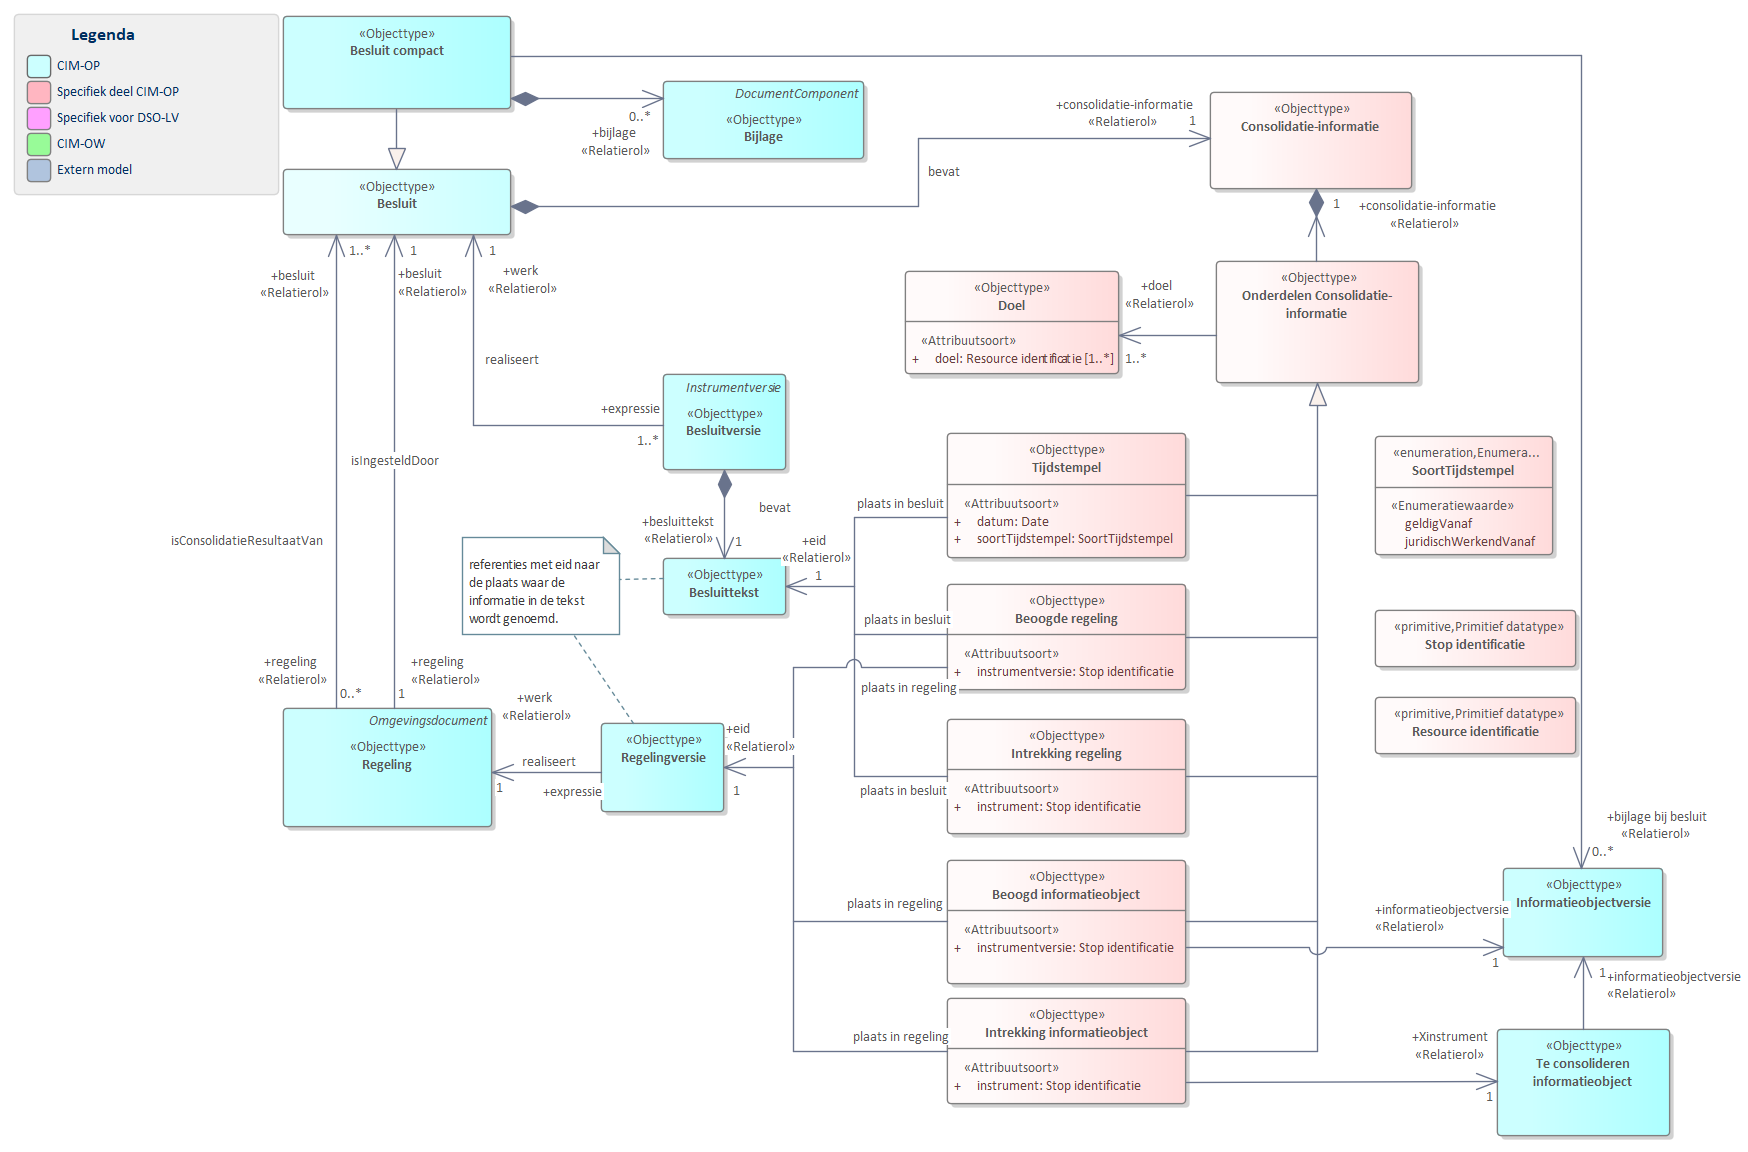 Legenda
CIM-OP
Specifiek deel CIM-OP
Specifiek voor DSO-LV
CIM-OW
Extern model
«Objecttype»
Besluit compact
DocumentComponent
«Objecttype»
Bijlage
0..*
+bijlage
«Relatierol»
+consolidatie-informatie
«Relatierol»
1
«Objecttype»
Consolidatie-informatie
bevat
«Objecttype»
Besluit
1
+consolidatie-informatie
«Relatierol»
1..*
+besluit
«Relatierol»
1
+besluit
«Relatierol»
1
+werk
«Relatierol»
«Objecttype»
Doel
«Attribuutsoort»
+ doel: Resource identificatie [1..*]
+doel
«Relatierol»
1..*
«Objecttype»
Onderdelen Consolidatie-
informatie
realiseert
Instrumentversie
«Objecttype»
Besluitversie
+expressie
1..*
isIngesteldDoor
isConsolidatieResultaatVan
bevat
+besluittekst
«Relatierol»
1
+eid
«Relatierol»
1
plaats in besluit
«Objecttype»
Tijdstempel
«Attribuutsoort»
+ datum: Date
+ soortTijdstempel: SoortTijdstempel
«enumeration,Enumera...
SoortTijdstempel
«Enumeratiewaarde»
geldigVanaf
juridischWerkendVanaf
referenties met eid naar
de plaats waar de
informatie in de tekst
wordt genoemd.
«Objecttype»
Besluittekst
plaats in besluit
«Objecttype»
Beoogde regeling
«Attribuutsoort»
+ instrumentversie: Stop identificatie
plaats in regeling
«primitive,Primitief datatype»
Stop identificatie
+regeling
«Relatierol»
0..*
+regeling
«Relatierol»
1
Omgevingsdocument
«Objecttype»
Regeling
+werk
«Relatierol»
realiseert
1
+expressie
«Objecttype»
Regelingversie
+eid
«Relatierol»
1
«Objecttype»
Intrekking regeling
«Attribuutsoort»
+ instrument: Stop identificatie
plaats in besluit
«primitive,Primitief datatype»
Resource identificatie
+bijlage bij besluit
«Relatierol»
0..*
plaats in regeling
«Objecttype»
Beoogd informatieobject
«Attribuutsoort»
+ instrumentversie: Stop identificatie
+informatieobjectversie
«Relatierol»
1
«Objecttype»
Informatieobjectversie
1
+informatieobjectversie
«Relatierol»
plaats in regeling
«Objecttype»
Intrekking informatieobject
«Attribuutsoort»
+ instrument: Stop identificatie
+Xinstrument
«Relatierol»
1
«Objecttype»
Te consolideren
informatieobject